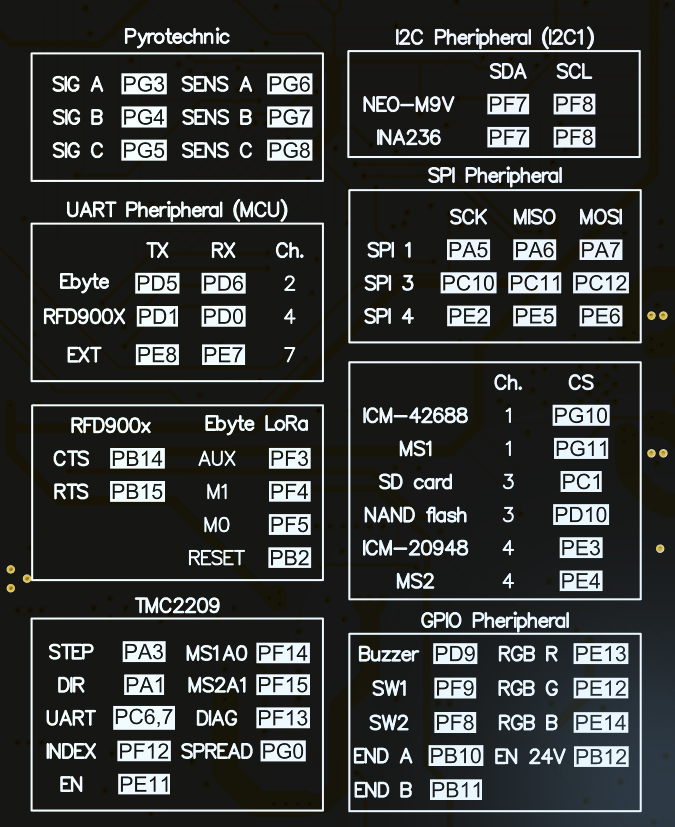 Pyrotechnic
SIG A PG3 SENS A PG6
SIG B PG4 SENS B PG7
SIG C PG5 SENS C PG8
UART Pheripheral (MCU)
TX RX Ch.
Ebyte PD5 PD6 2
RFD900X PD1 PD0 4
EXT PE8 PE7 7
RFD900x Ebyte LoRa
CTS PB14 AUX PF3
RTS PB15 M1 PF4
M0 PF5
RESET PB2
TMC2209
STEP PA3 MS1A0 PF14
DIR PA1 MS2A1 PF15
UART PC6,7 DIAG PF13
INDEX PF12 SPREAD PG0
EN PE11
I2C Pheripheral (I2C1)
SDA SCL
NEO-M9V PF7 PF8
INA236 PF7 PF8
SPI Pheripheral
SCK MISO MOSI
SPI 1 PA5 PA6 PA7
SPI 3 PC10 PC11 PC12
SPI 4 PE2 PE5 PE6
Ch. CS
ICM-42688 1 PG10
MS1 1 PG11
SD card 3 PC1
NAND flash 3 PD10
ICM-20948 4 PE3
MS2 4 PE4
GPIO Pheripheral
Buzzer PD9 RGB R PE13
SW1 PF9 RGB G PE12
SW2 PF8 RGB B PE14
END A PB10 EN 24V PB12
END B PB11